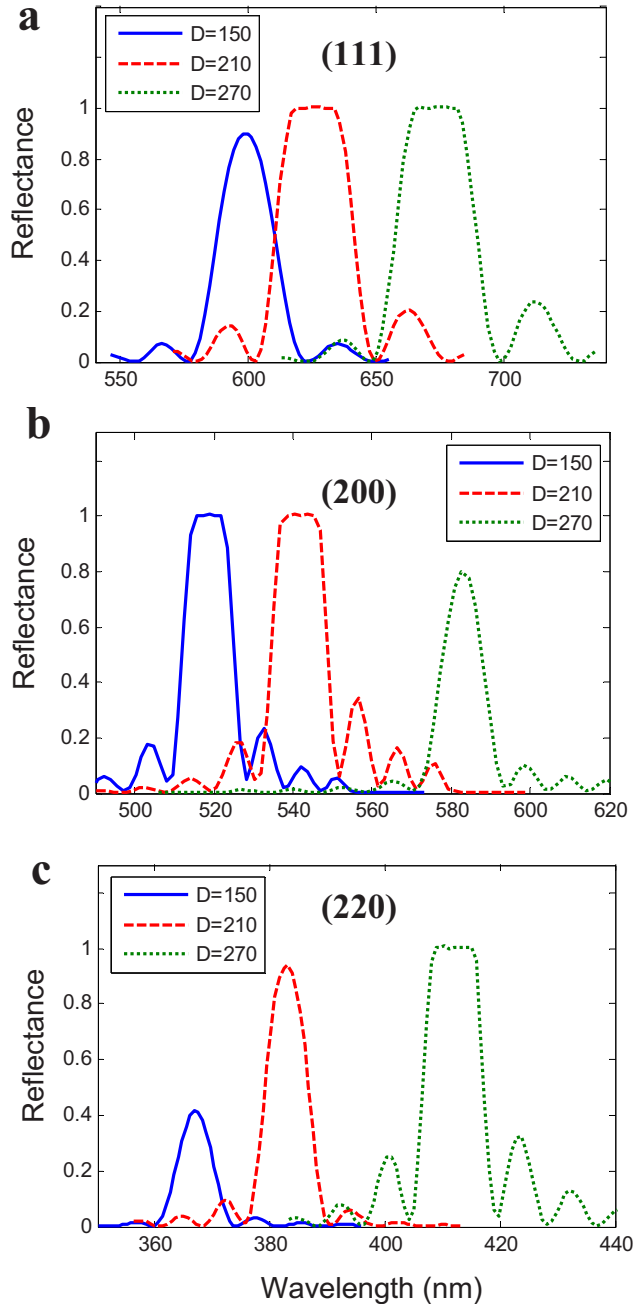 a
D=150
D=210
D=270
(111)
Reflectance
1
0.8
0.6
0.4
0.2
0
550 600 650 700
b
(200)
D=150
D=210
D=270
Reflectance
1
0.8
0.6
0.4
0.2
0
500 520 540 560 580 600 620
c
D=150
D=210
D=270
(220)
Reflectance
1
0.8
0.6
0.4
0.2
0
360 380 400 420 440
Wavelength (nm)